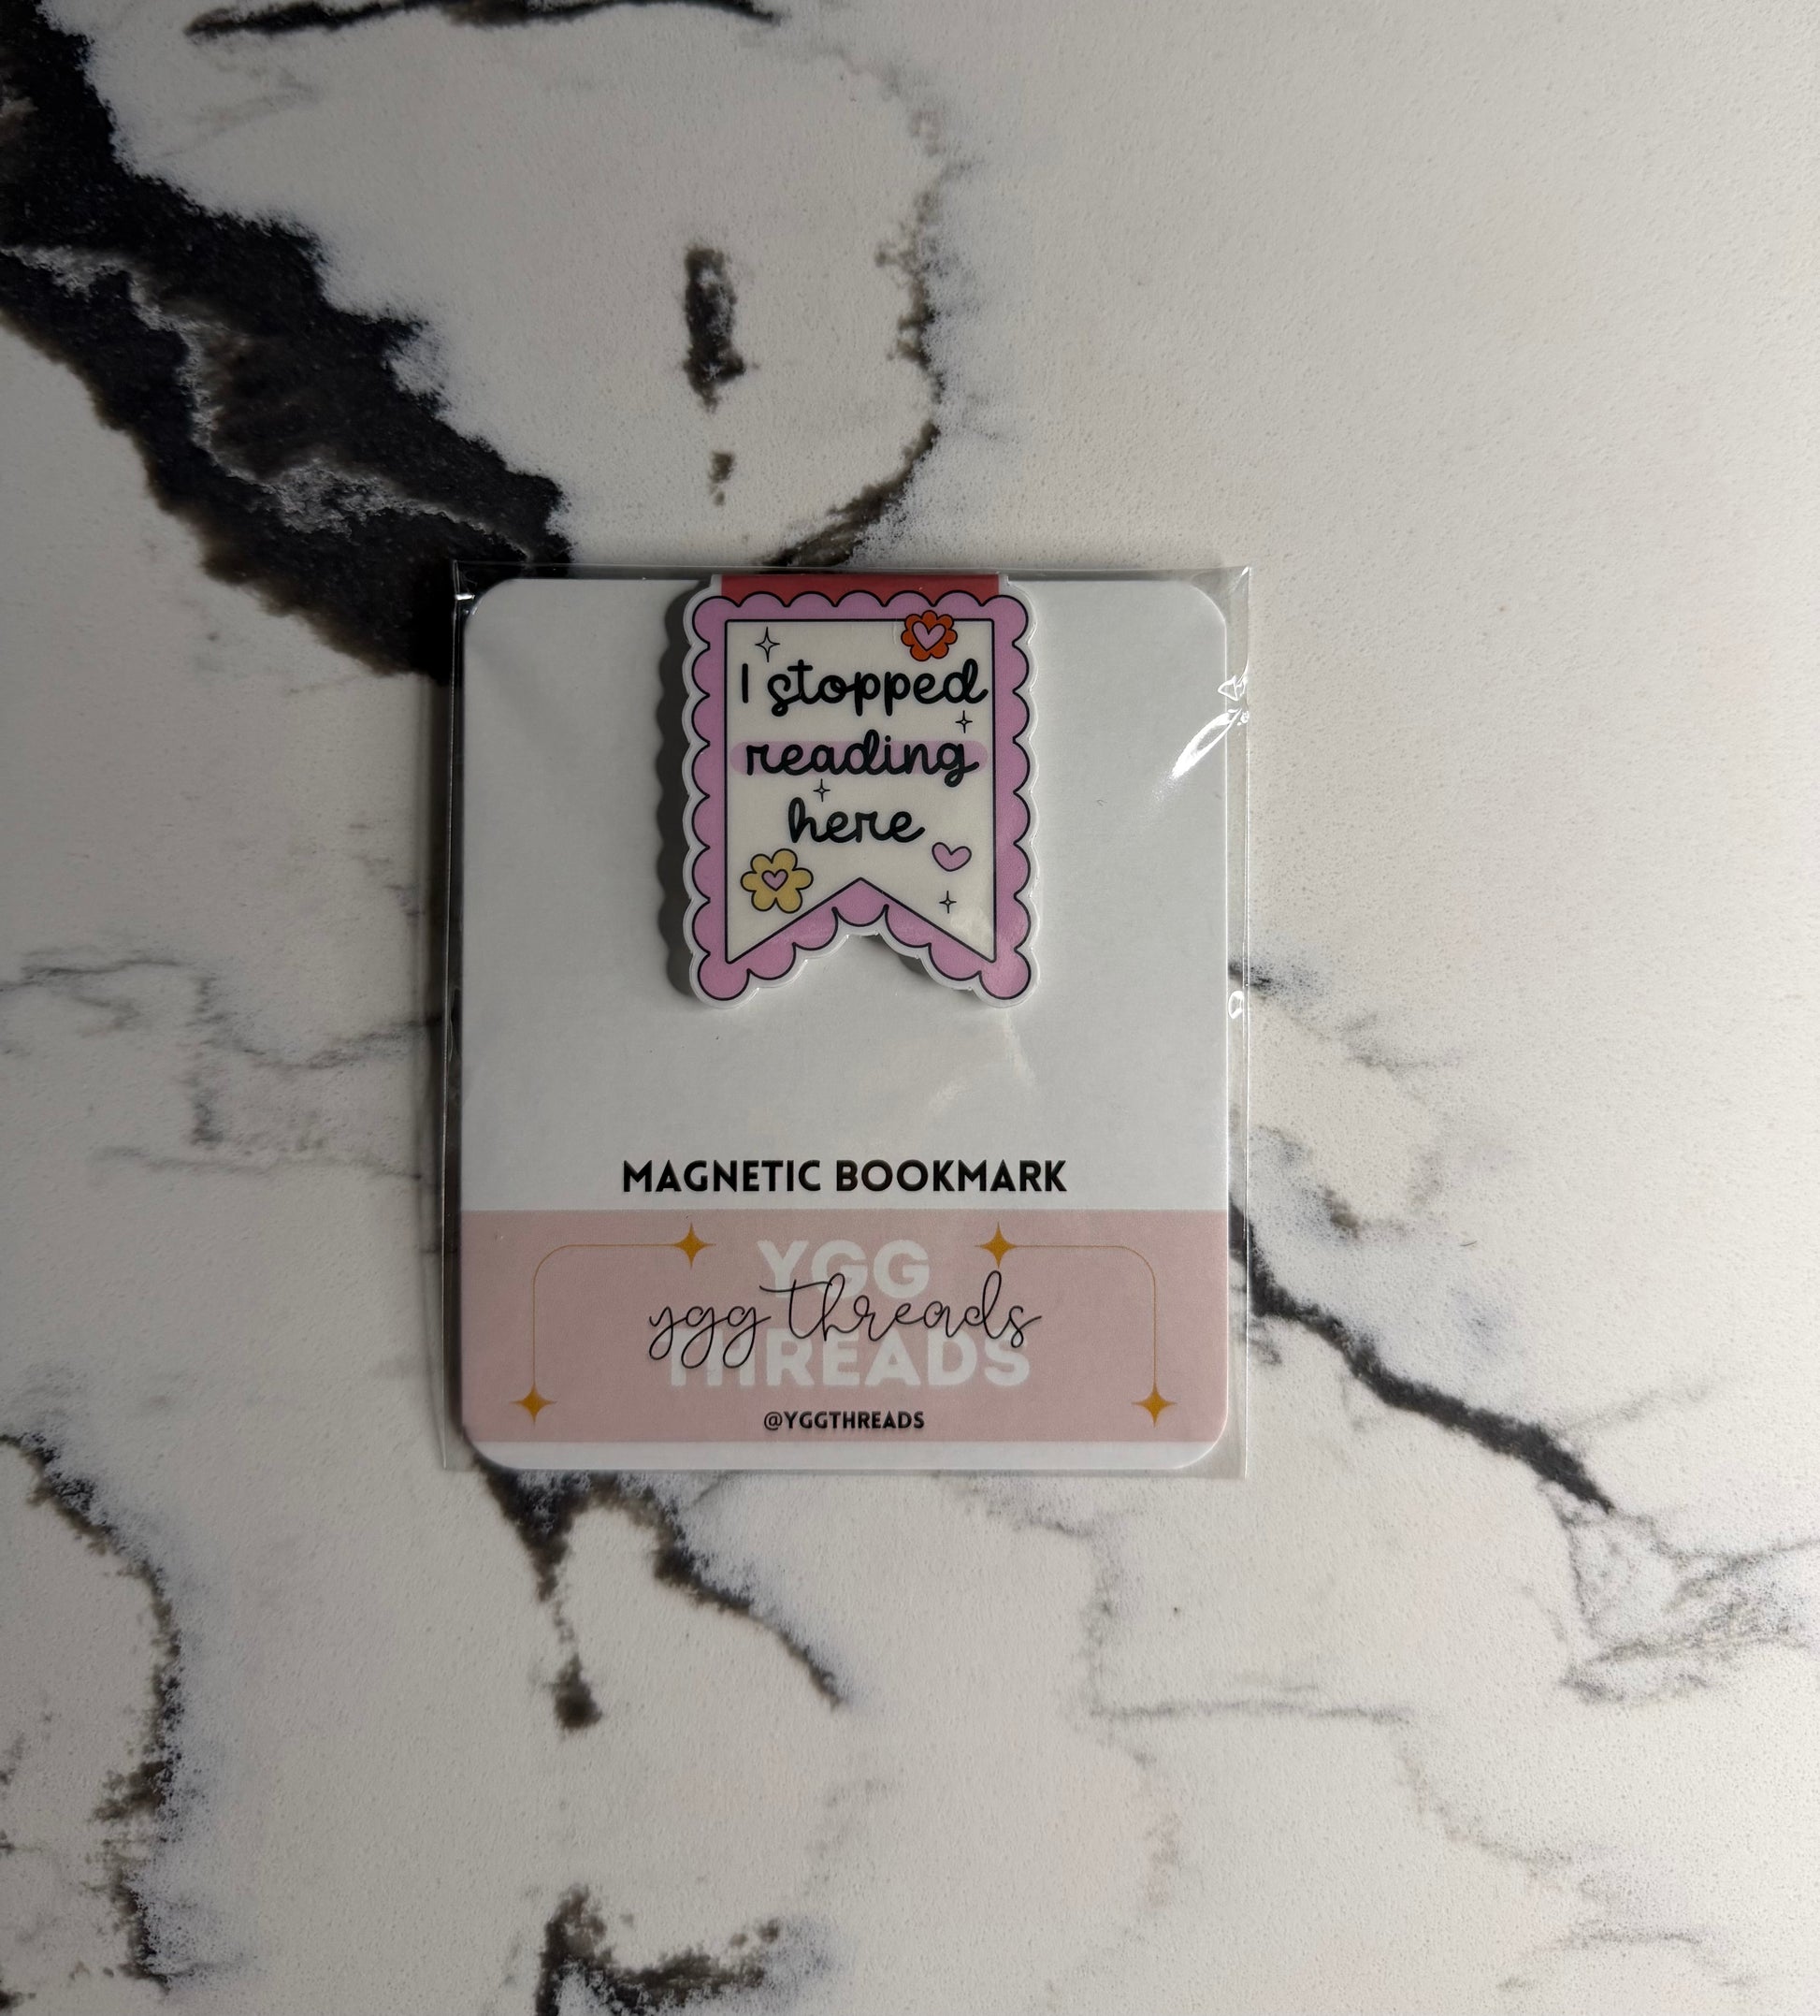 I stopped
reading
here
MAGNETIC BOOKMARK
YGG
ygg threads
THREADS
@YGGTHREADS